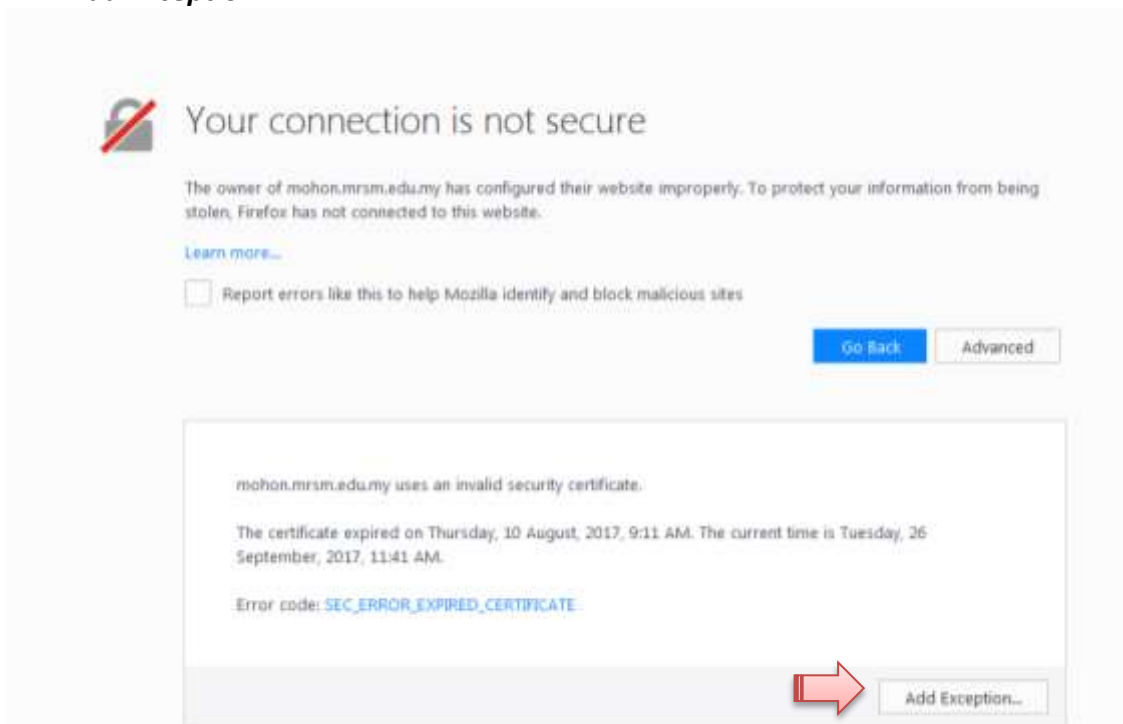 Your connection is not secure
The owner of mohon.mrsm.edu.my has configured their website improperly. To protect your information from being
stolen, Firefox has not connected to this website.
Learn more...
Report errors like this to help Mozilla identify and block malicious sites
Go Back Advanced
mohon.mrsm.edu.my uses an invalid security certificate.
The certificate expired on Thursday, 10 August, 2017, 9:11 AM. The current time is Tuesday, 26
September, 2017, 11:41 AM.
Error code: SEC_ERROR_EXPIRED_CERTIFICATE
Add Exception...